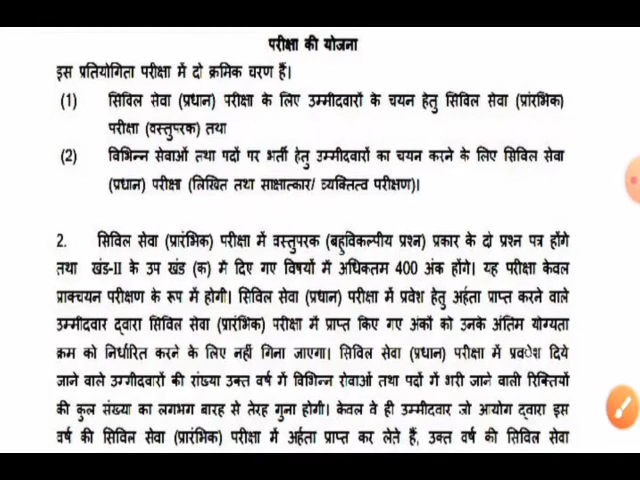 परीक्षा की योजना
इस प्रतियोगिता परीक्षा में दो क्रमिक चरण हैं।
(1) सिविल सेवा (प्रधान) परीक्षा के लिए उम्मीदवारों के चयन हेतु सिविल सेवा (प्रारंभिक)
परीक्षा (वस्तुपरक) तथा
(2) विभिन्न सेवाओं तथा पदों पर भर्ती हेतु उम्मीदवारों का चयन करने के लिए सिविल सेवा
(प्रधान) परीक्षा (लिखित तथा साक्षात्कार/ व्यक्तित्व परीक्षण)।
2. सिविल सेवा (प्रारंभिक) परीक्षा में वस्तुपरक (बहुविकल्पीय प्रश्न) प्रकार के दो प्रश्न पत्र होंगे
तथा खंड-II के उप खंड (क) में दिए गए विषयों में अधिकतम 400 अंक होंगे। यह परीक्षा केवल
प्राक्चयन परीक्षण के रूप में होगी। सिविल सेवा (प्रधान) परीक्षा में प्रवेश हेतु अर्हता प्राप्त करने वाले
उम्मीदवार द्वारा सिविल सेवा (प्रारंभिक) परीक्षा में प्राप्त किए गए अंकों को उनके अंतिम योग्यता
क्रम को निर्धारित करने के लिए नहीं गिना जाएगा। सिविल सेवा (प्रधान) परीक्षा में प्रवेश दिये
जाने वाले उम्मीदवारों की संख्या उक्त वर्ष में विभिन्न सेवाओं तथा पदों में भरी जाने वाली रिक्तियों
की कुल संख्या का लगभग बारह से तेरह गुना होगी। केवल वे ही उम्मीदवार जो आयोग द्वारा इस
वर्ष की सिविल सेवा (प्रारंभिक) परीक्षा में अर्हता प्राप्त कर लेते हैं, उक्त वर्ष की सिविल सेवा